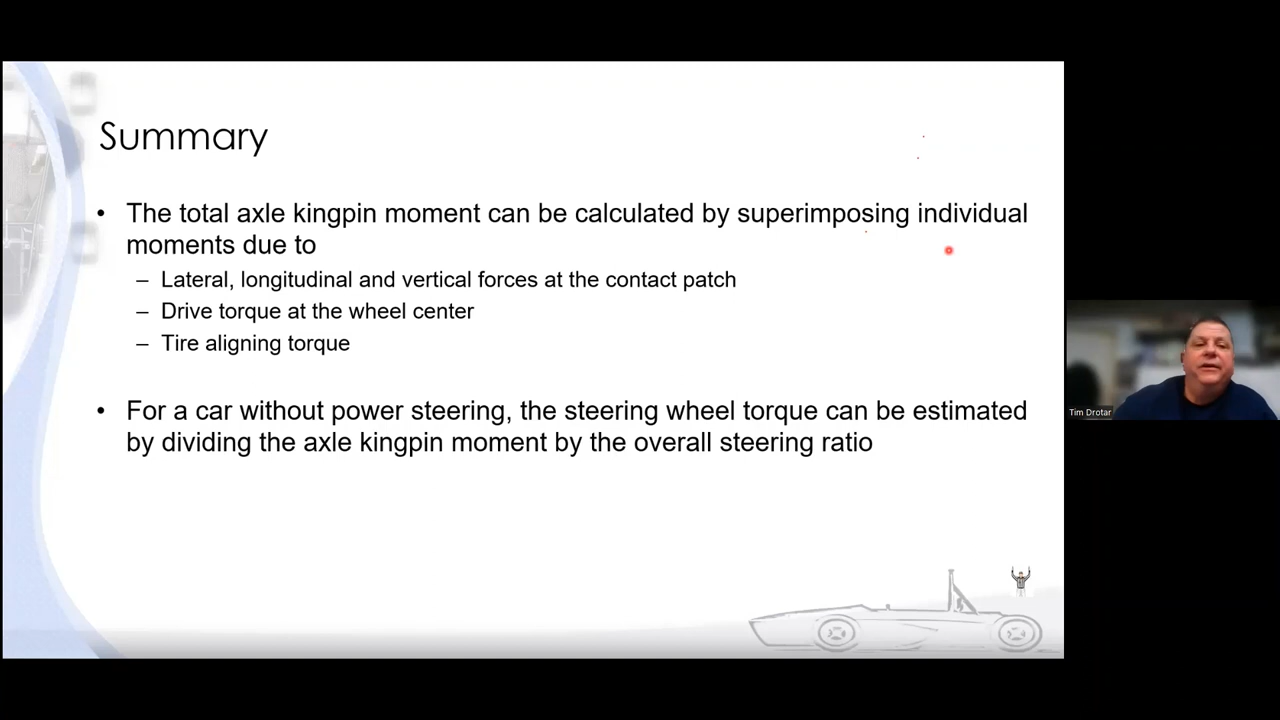 Summary
• The total axle kingpin moment can be calculated by superimposing individual
moments due to
– Lateral, longitudinal and vertical forces at the contact patch
– Drive torque at the wheel center
– Tire aligning torque
• For a car without power steering, the steering wheel torque can be estimated
by dividing the axle kingpin moment by the overall steering ratio
Tim Drotar